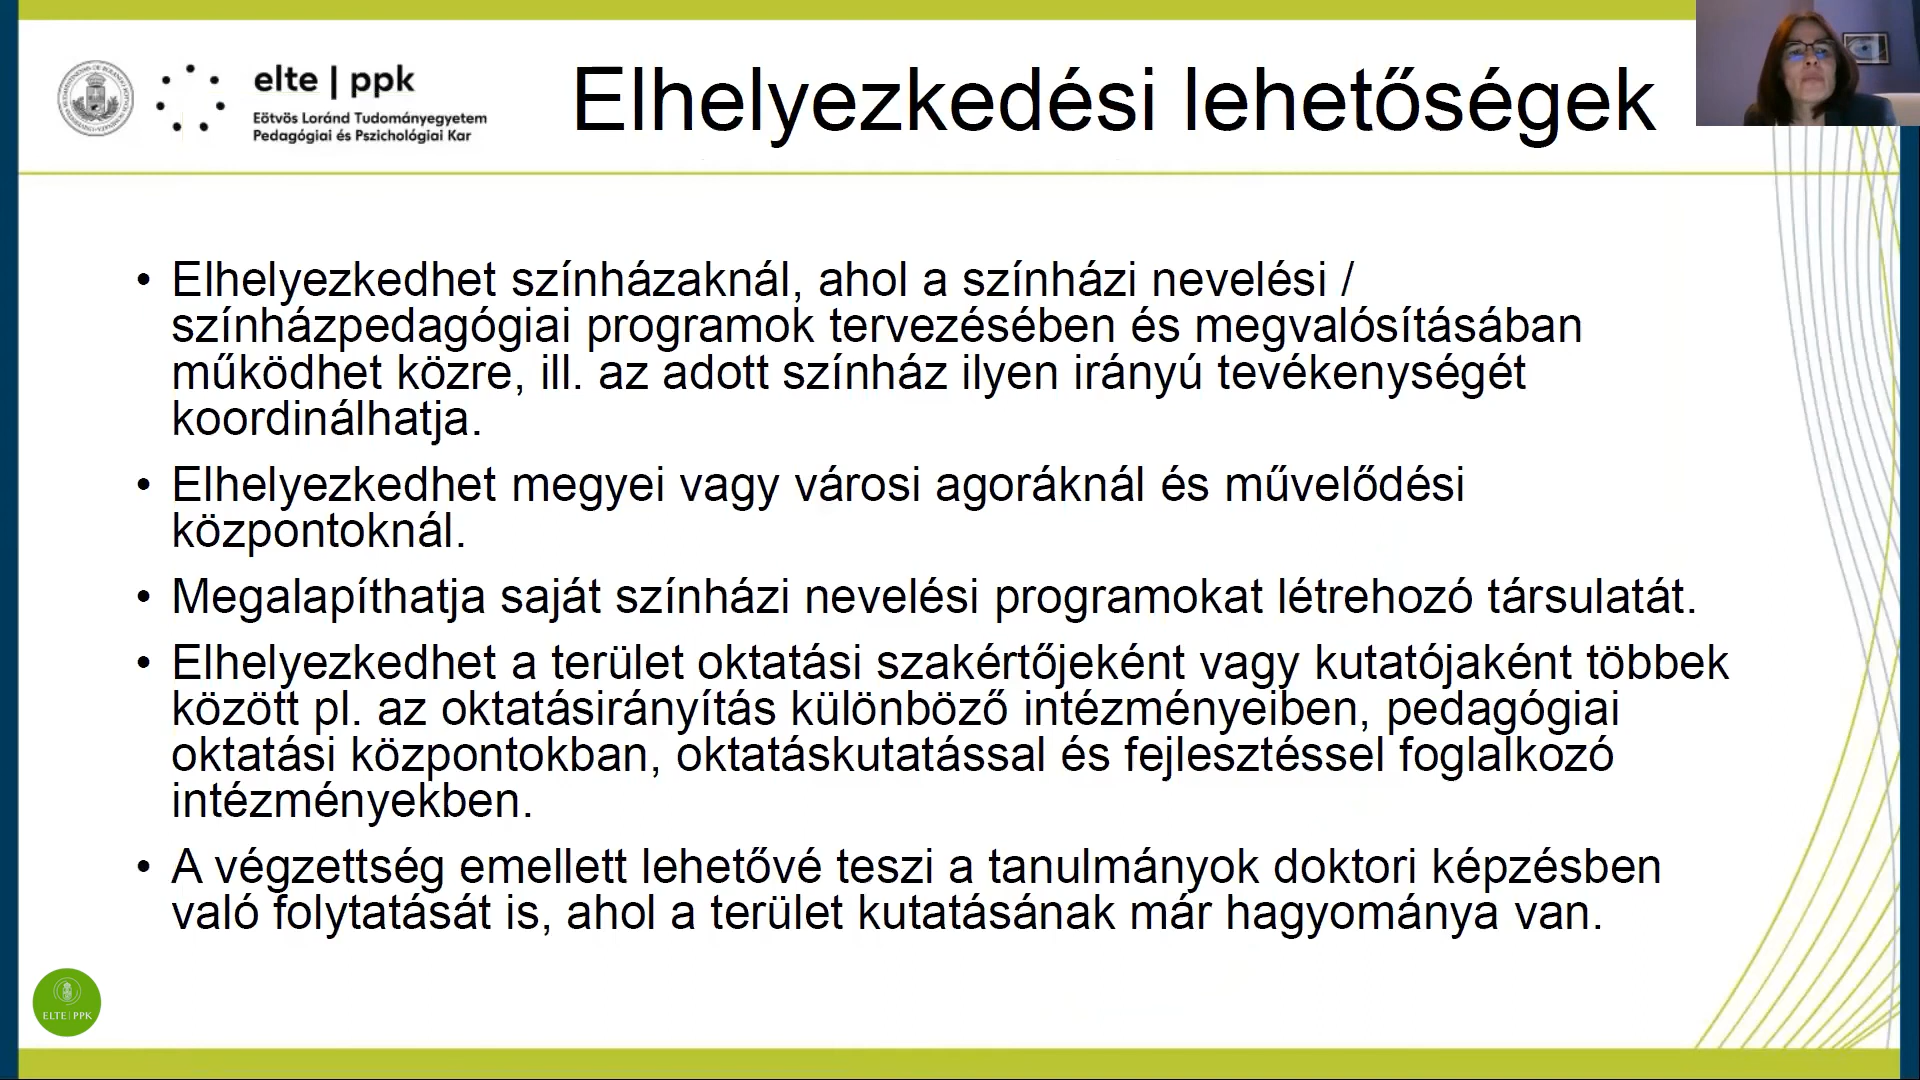 elte | ppk
Eötvös Loránd Tudományegyetem
Pedagógiai és Pszichológiai Kar
Elhelyezkedési lehetőségek
• Elhelyezkedhet színházaknál, ahol a színházi nevelési /
színházpedagógiai programok tervezésében és megvalósításában
működhet közre, ill. az adott színház ilyen irányú tevékenységét
koordinálhatja.
• Elhelyezkedhet megyei vagy városi agoráknál és művelődési
központoknál.
• Megalapíthatja saját színházi nevelési programokat létrehozó társulatát.
• Elhelyezkedhet a terület oktatási szakértőjeként vagy kutatójaként többek
között pl. az oktatásirányítás különböző intézményeiben, pedagógiai
oktatási központokban, oktatáskutatással és fejlesztéssel foglalkozó
intézményekben.
• A végzettség emellett lehetővé teszi a tanulmányok doktori képzésben
való folytatását is, ahol a terület kutatásának már hagyománya van.
ELTE | PPK